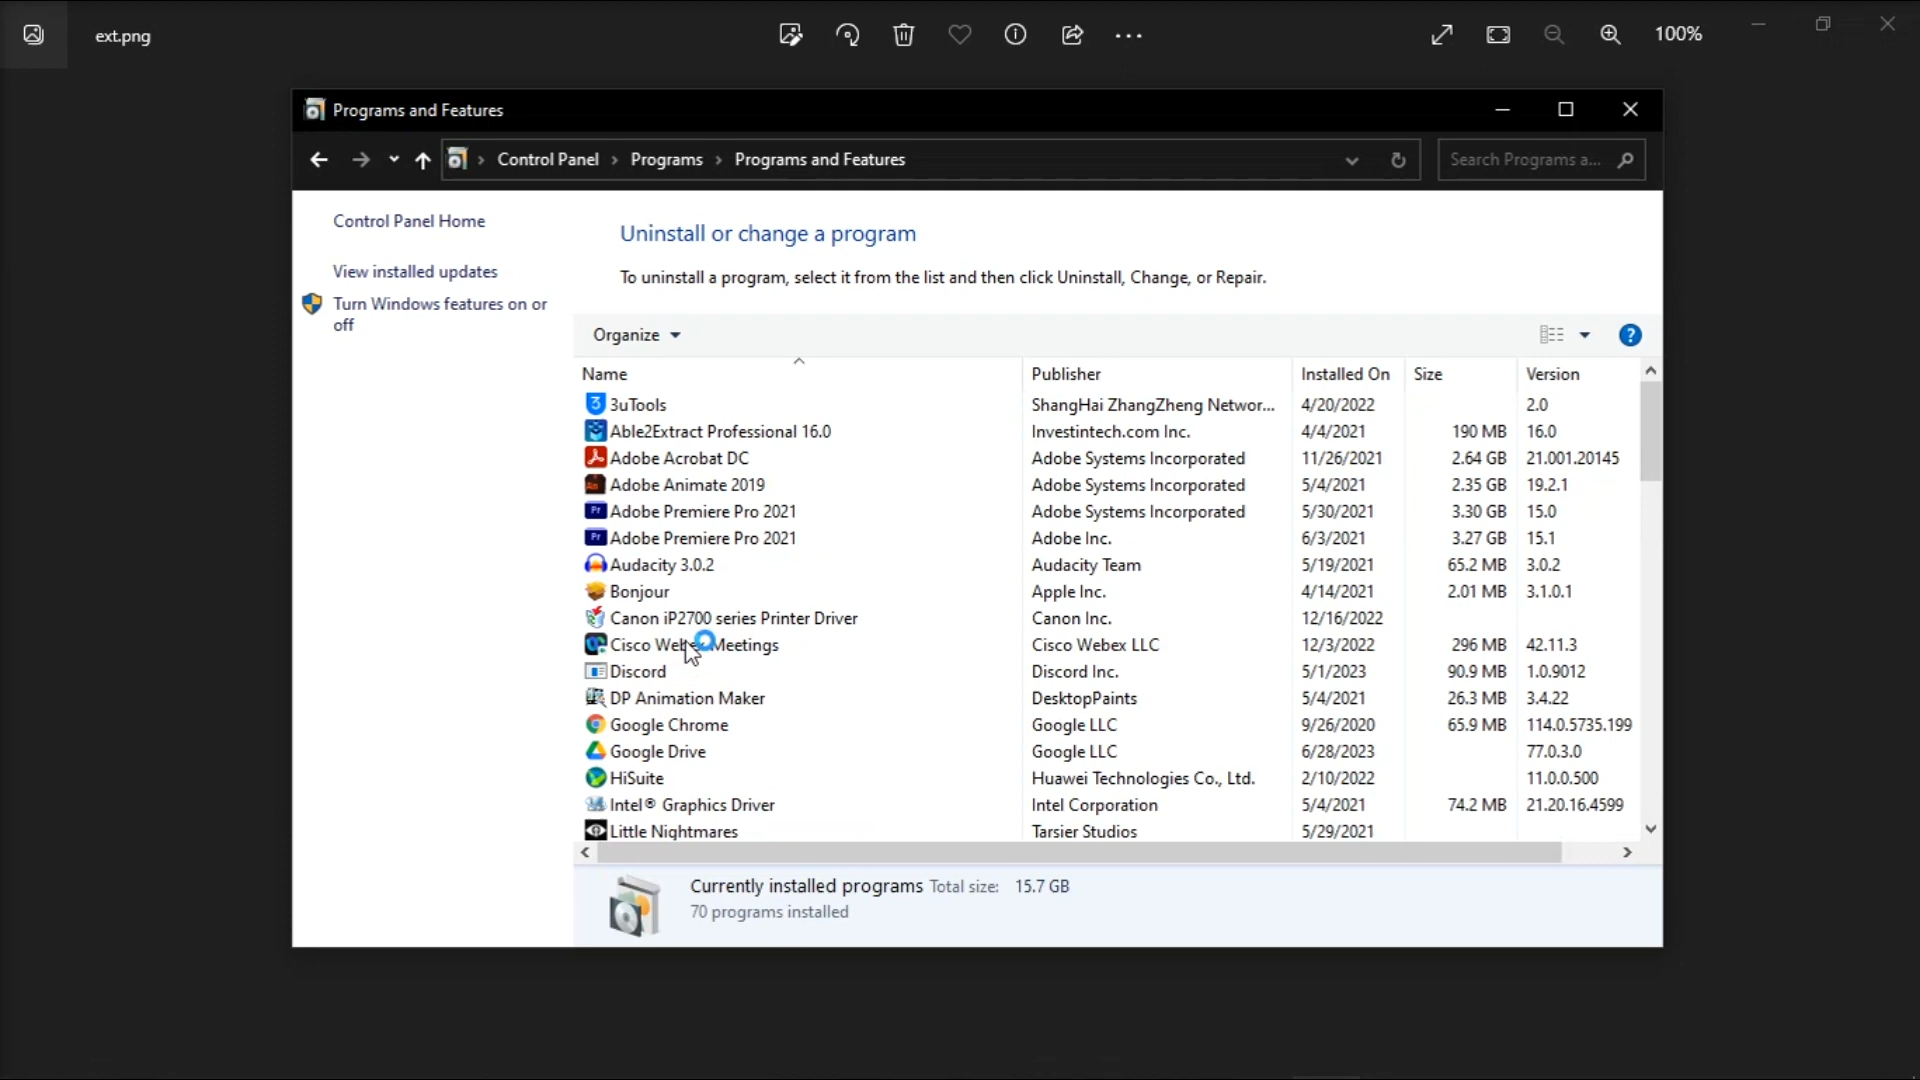 ext.png
100%
Programs and Features
Control Panel > Programs > Programs and Features
Search Programs a...
Control Panel Home
View installed updates
Turn Windows features on or
off
Uninstall or change a program
To uninstall a program, select it from the list and then click Uninstall, Change, or Repair.
Organize
Name Publisher Installed On Size Version
3uTools ShangHai ZhangZheng Networ... 4/20/2022 2.0
Able2Extract Professional 16.0 Investintech.com Inc. 4/4/2021 190 MB 16.0
Adobe Acrobat DC Adobe Systems Incorporated 11/26/2021 2.64 GB 21.001.20145
Adobe Animate 2019 Adobe Systems Incorporated 5/4/2021 2.35 GB 19.2.1
Adobe Premiere Pro 2021 Adobe Systems Incorporated 5/30/2021 3.30 GB 15.0
Adobe Premiere Pro 2021 Adobe Inc. 6/3/2021 3.27 GB 15.1
Audacity 3.0.2 Audacity Team 5/19/2021 65.2 MB 3.0.2
Bonjour Apple Inc. 4/14/2021 2.01 MB 3.1.0.1
Canon iP2700 series Printer Driver Canon Inc. 12/16/2022
Cisco Webex Meetings Cisco Webex LLC 12/3/2022 296 MB 42.11.3
Discord Discord Inc. 5/1/2023 90.9 MB 1.0.9012
DP Animation Maker DesktopPaints 5/4/2021 26.3 MB 3.4.22
Google Chrome Google LLC 9/26/2020 65.9 MB 114.0.5735.199
Google Drive Google LLC 6/28/2023 77.0.3.0
HiSuite Huawei Technologies Co., Ltd. 2/10/2022 11.0.0.500
Intel® Graphics Driver Intel Corporation 5/4/2021 74.2 MB 21.20.16.4599
Little Nightmares Tarsier Studios 5/29/2021
Currently installed programs Total size: 15.7 GB
70 programs installed